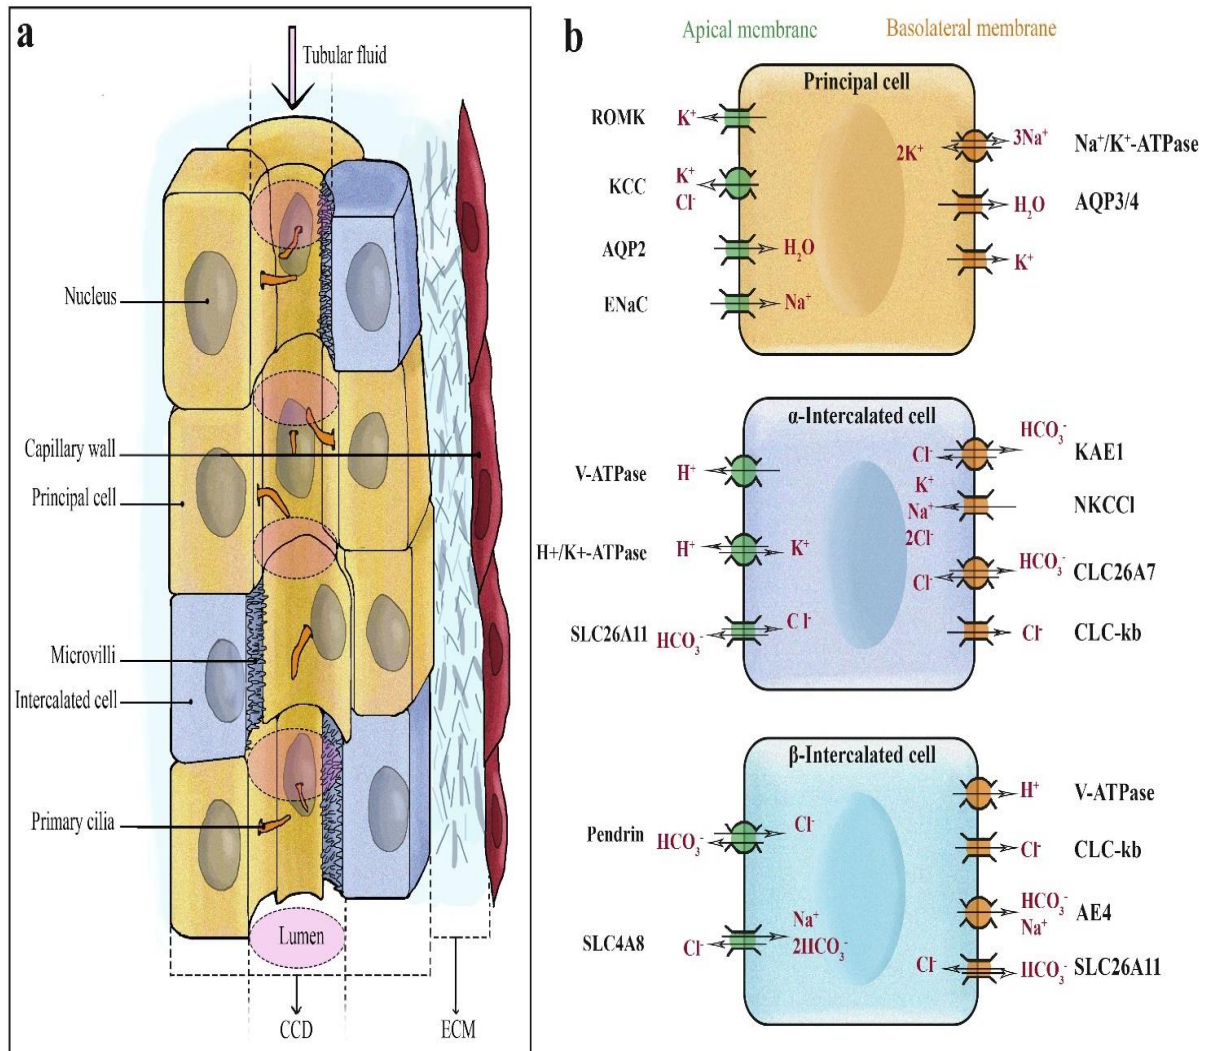 a
Tubular fluid
Nucleus
Capillary wall
Principal cell
Microvilli
Intercalated cell
Primary cilia
Lumen
CCD
ECM
b
Apical membrane
Basolateral membrane
Principal cell
ROMK
K⁺
KCC
K⁺
Cl⁻
AQP2
H₂O
ENaC
Na⁺
2K⁺
3Na⁺
Na⁺/K⁺-ATPase
H₂O
AQP3/4
K⁺
α-Intercalated cell
V-ATPase
H⁺
H+/K+-ATPase
H⁺
K⁺
SLC26A11
HCO₃⁻
Cl⁻
Cl⁻
HCO₃⁻
KAE1
K⁺
Na⁺
2Cl⁻
NKCCl
Cl⁻
HCO₃⁻
CLC26A7
Cl⁻
CLC-kb
β-Intercalated cell
Pendrin
HCO₃⁻
Cl⁻
SLC4A8
Cl⁻
Na⁺
2HCO₃⁻
H⁺
V-ATPase
Cl⁻
CLC-kb
HCO₃⁻
Na⁺
AE4
Cl⁻
HCO₃⁻
SLC26A11